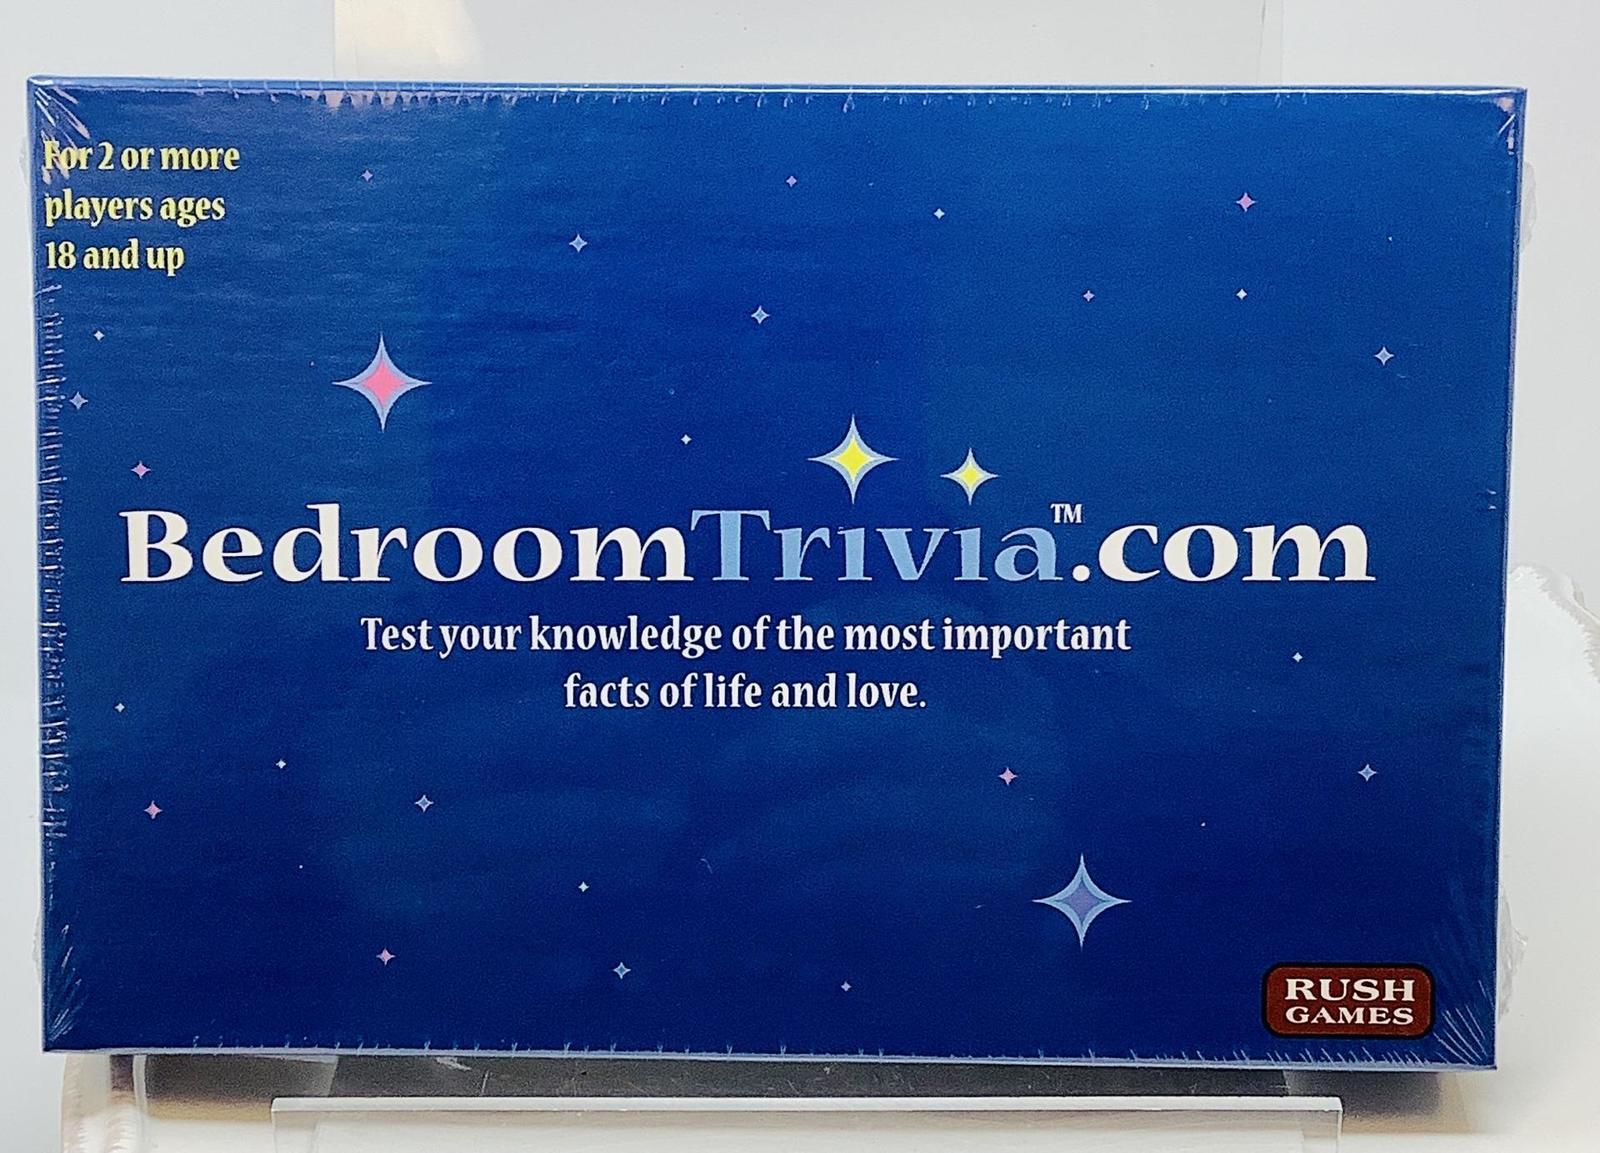 For 2 or more
players ages
18 and up
BedroomTrivia™.com
Test your knowledge of the most important
facts of life and love.
RUSH
GAMES